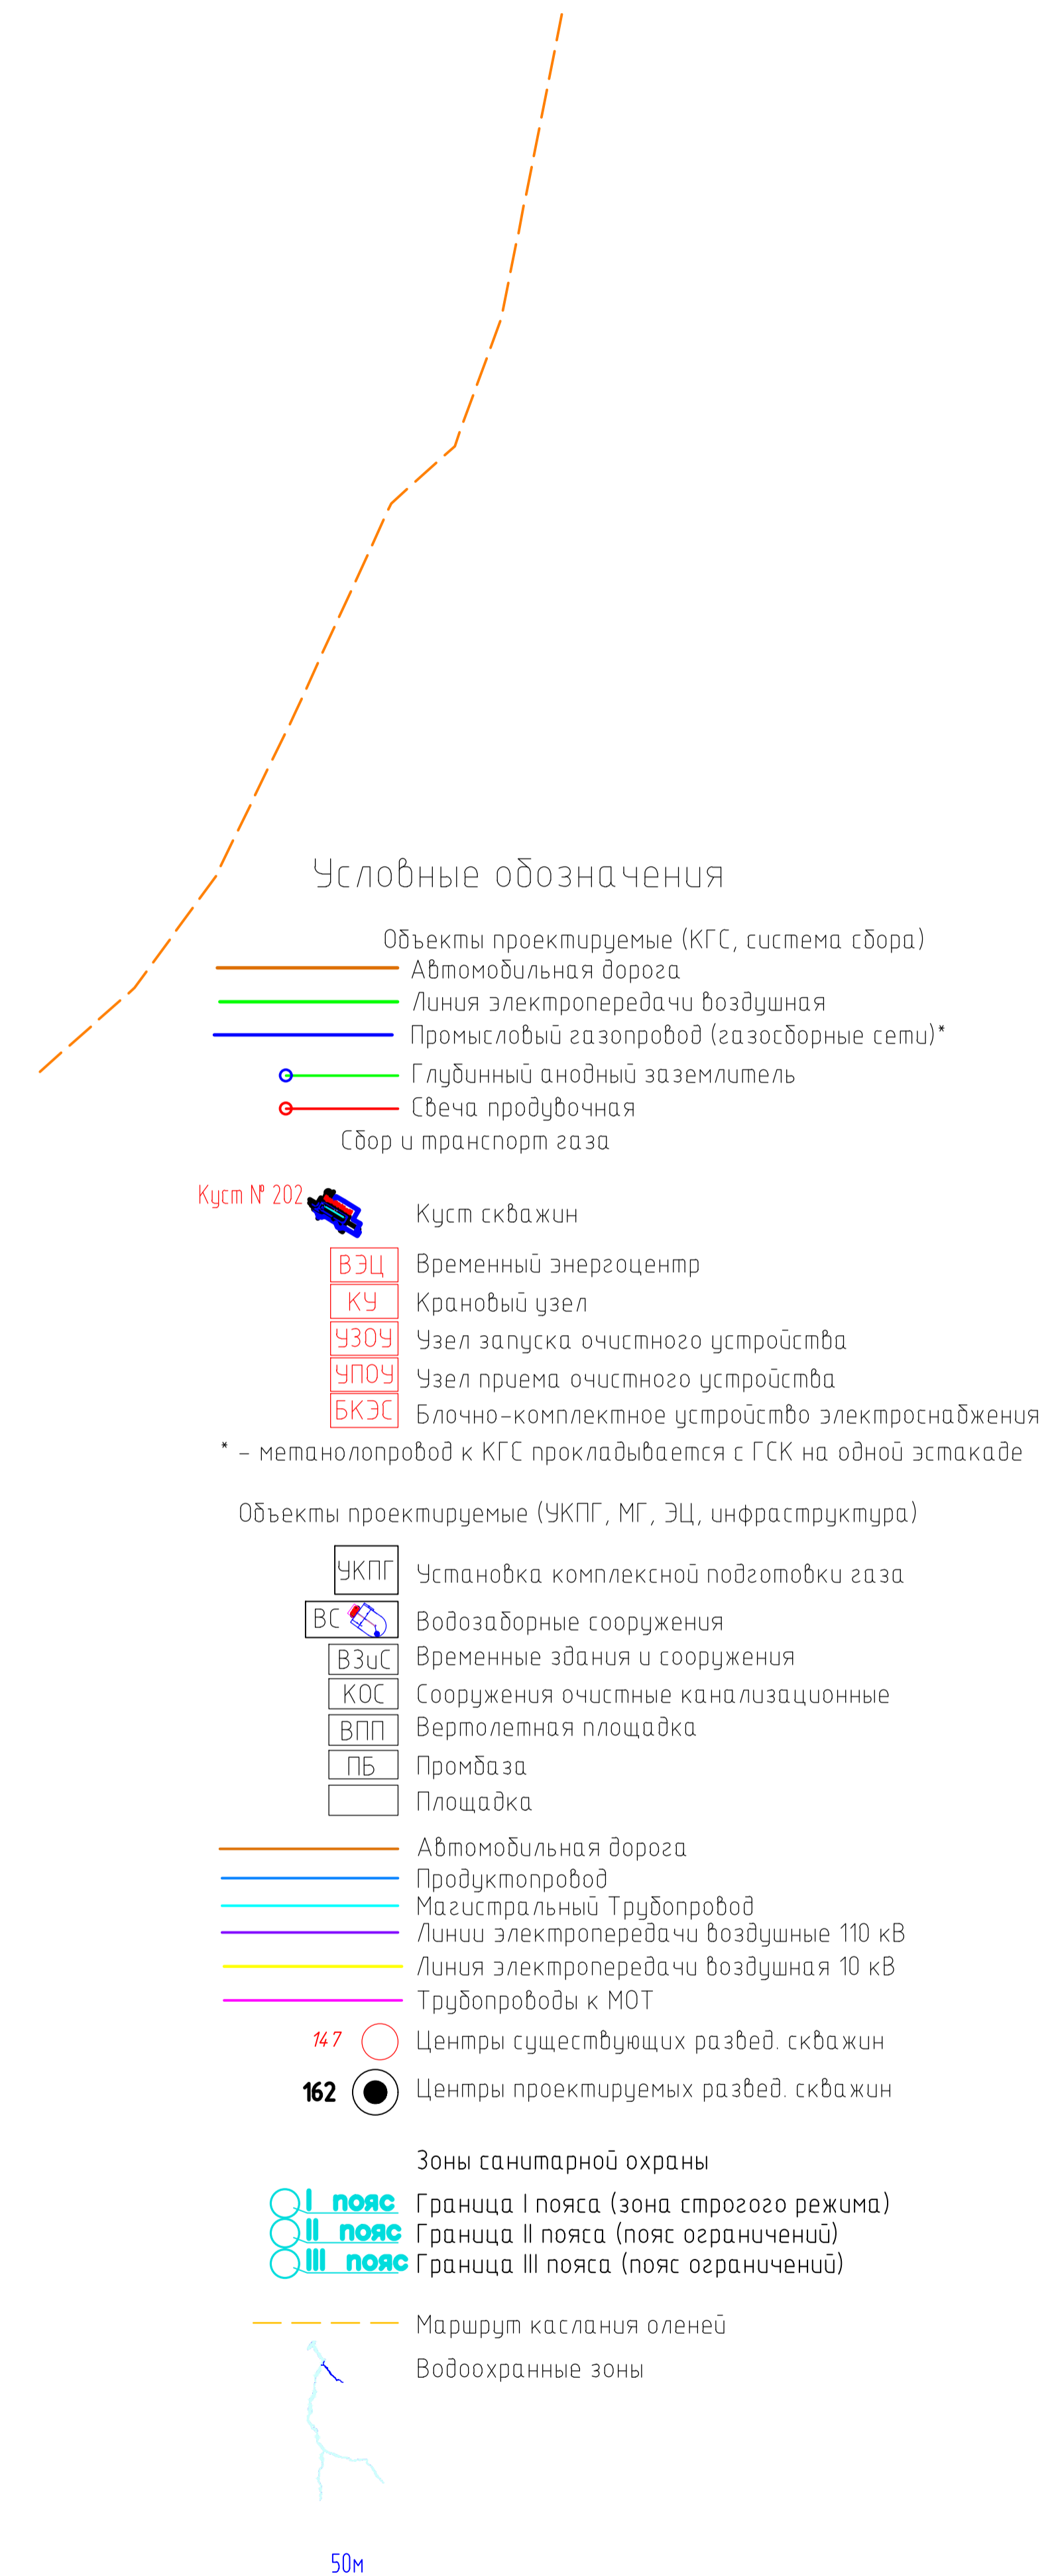 Условные обозначения
Объекты проектируемые (КГС, система сбора)
Автомобильная дорога
Линия электропередачи воздушная
Промысловый газопровод (газосборные сети)*
Глубинный анодный заземлитель
Свеча продувочная
Сбор и транспорт газа
Куст № 202 Куст скважин
ВЭЦ Временный энергоцентр
КУ Крановый узел
УЗОУ Узел запуска очистного устройства
УПОУ Узел приема очистного устройства
БКЭС Блочно-комплектное устройство электроснабжения
* – метанолопровод к КГС прокладывается с ГСК на одной эстакаде
Объекты проектируемые (УКПГ, МГ, ЭЦ, инфраструктура)
УКПГ Установка комплексной подготовки газа
ВС Водозаборные сооружения
ВЗиС Временные здания и сооружения
КОС Сооружения очистные канализационные
ВПП Вертолетная площадка
ПБ Промбаза
Площадка
Автомобильная дорога
Продуктопровод
Магистральный Трубопровод
Линии электропередачи воздушные 110 кВ
Линия электропередачи воздушная 10 кВ
Трубопроводы к МОТ
147 Центры существующих развед. скважин
162 Центры проектируемых развед. скважин
Зоны санитарной охраны
I пояс Граница I пояса (зона строгого режима)
II пояс Граница II пояса (пояс ограничений)
III пояс Граница III пояса (пояс ограничений)
Маршрут каслания оленей
Водоохранные зоны
50м